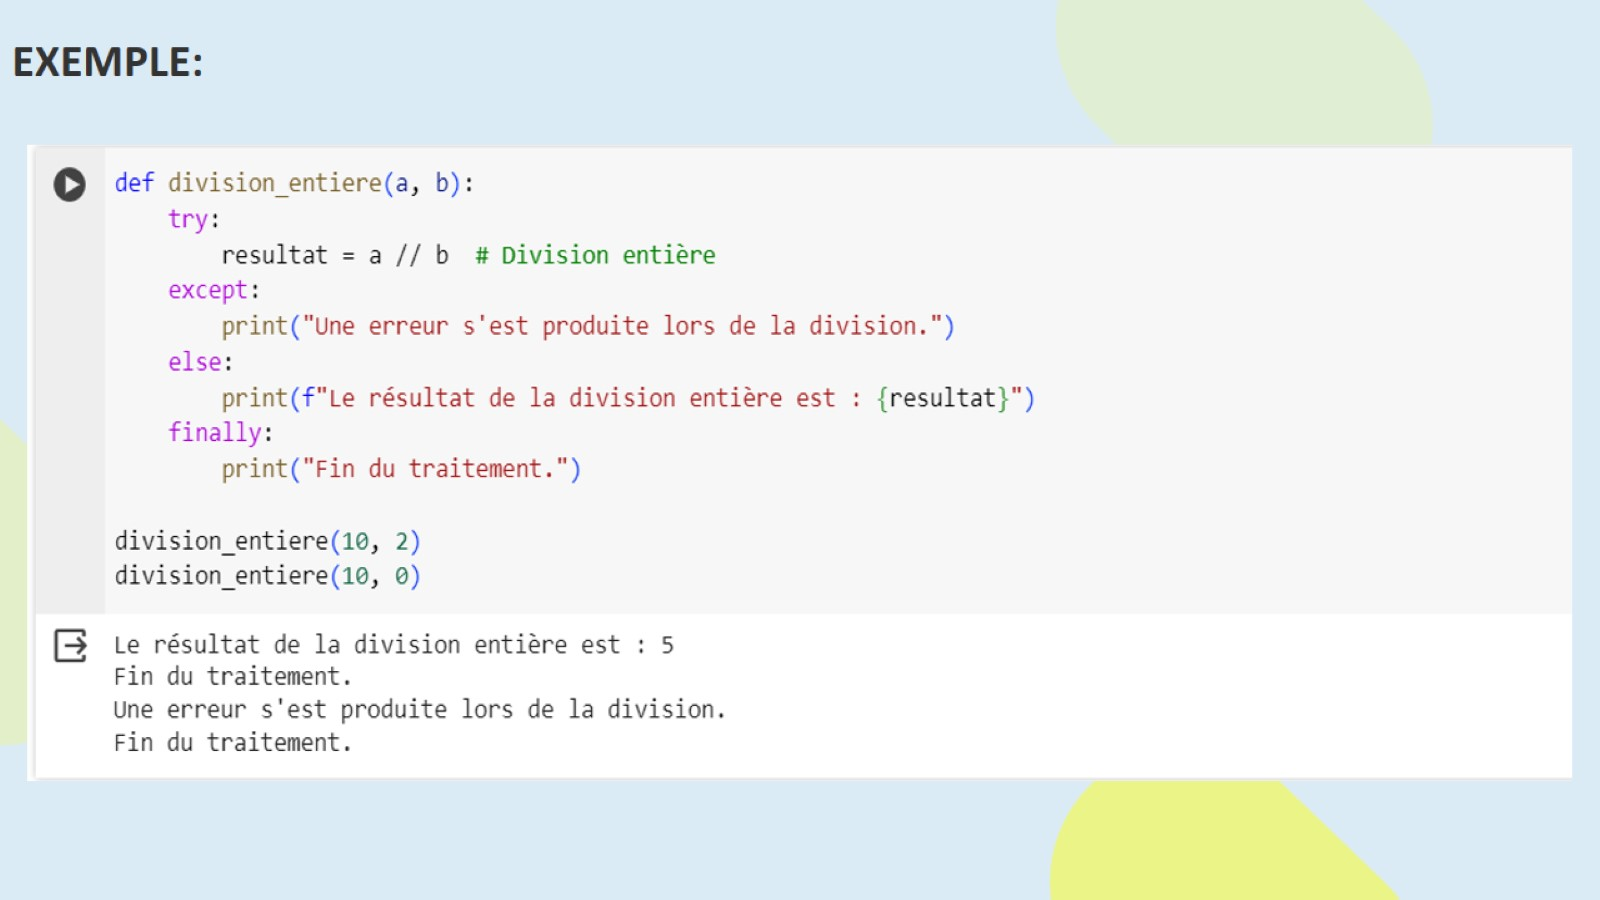 EXEMPLE:
def division_entiere(a, b):
    try:
        resultat = a // b  # Division entière
    except:
        print("Une erreur s'est produite lors de la division.")
    else:
        print(f"Le résultat de la division entière est : {resultat}")
    finally:
        print("Fin du traitement.")
division_entiere(10, 2)
division_entiere(10, 0)
Le résultat de la division entière est : 5
Fin du traitement.
Une erreur s'est produite lors de la division.
Fin du traitement.